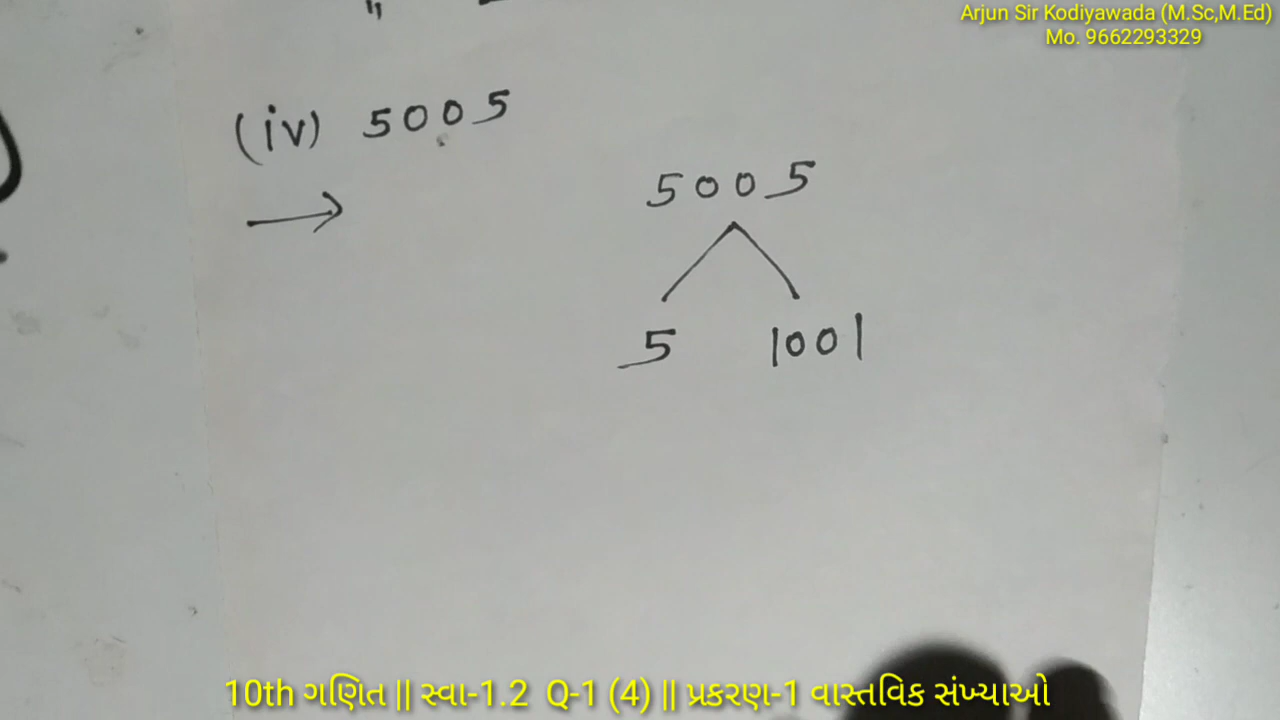 Arjun Sir Kodiyawada (M.Sc,M.Ed)
Mo. 9662293329
(iv) 5005
5005
5 1001
10th ગણિત || સ્વા-1.2 Q-1 (4) || પ્રકરણ-1 વાસ્તવિક સંખ્યાઓ